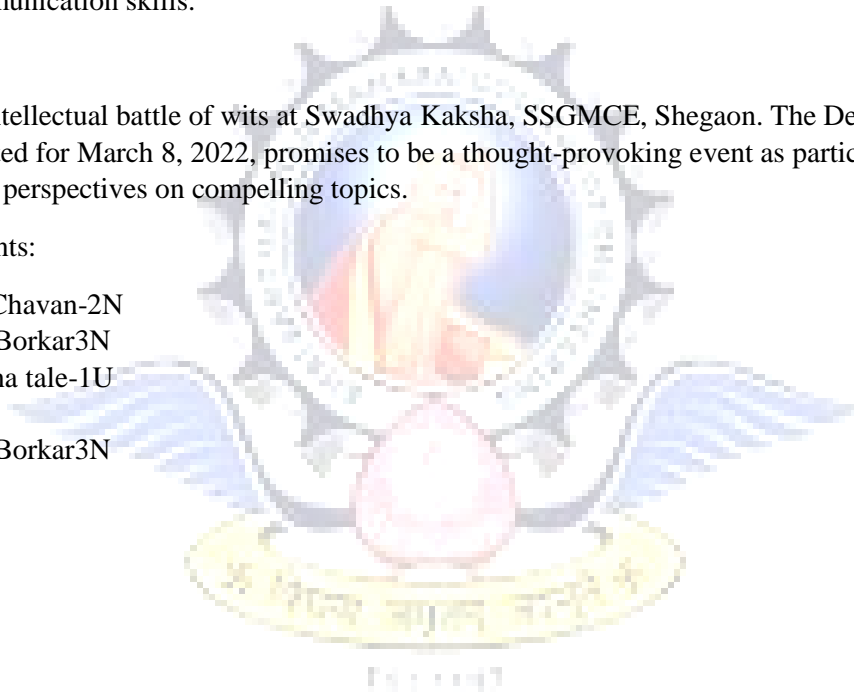 munication skills.
ntellectual battle of wits at Swadhya Kaksha, SSGMCE, Shegaon. The De
ted for March 8, 2022, promises to be a thought-provoking event as partic
perspectives on compelling topics.
nts:
Chavan-2N
Borkar3N
na tale-1U
Borkar3N